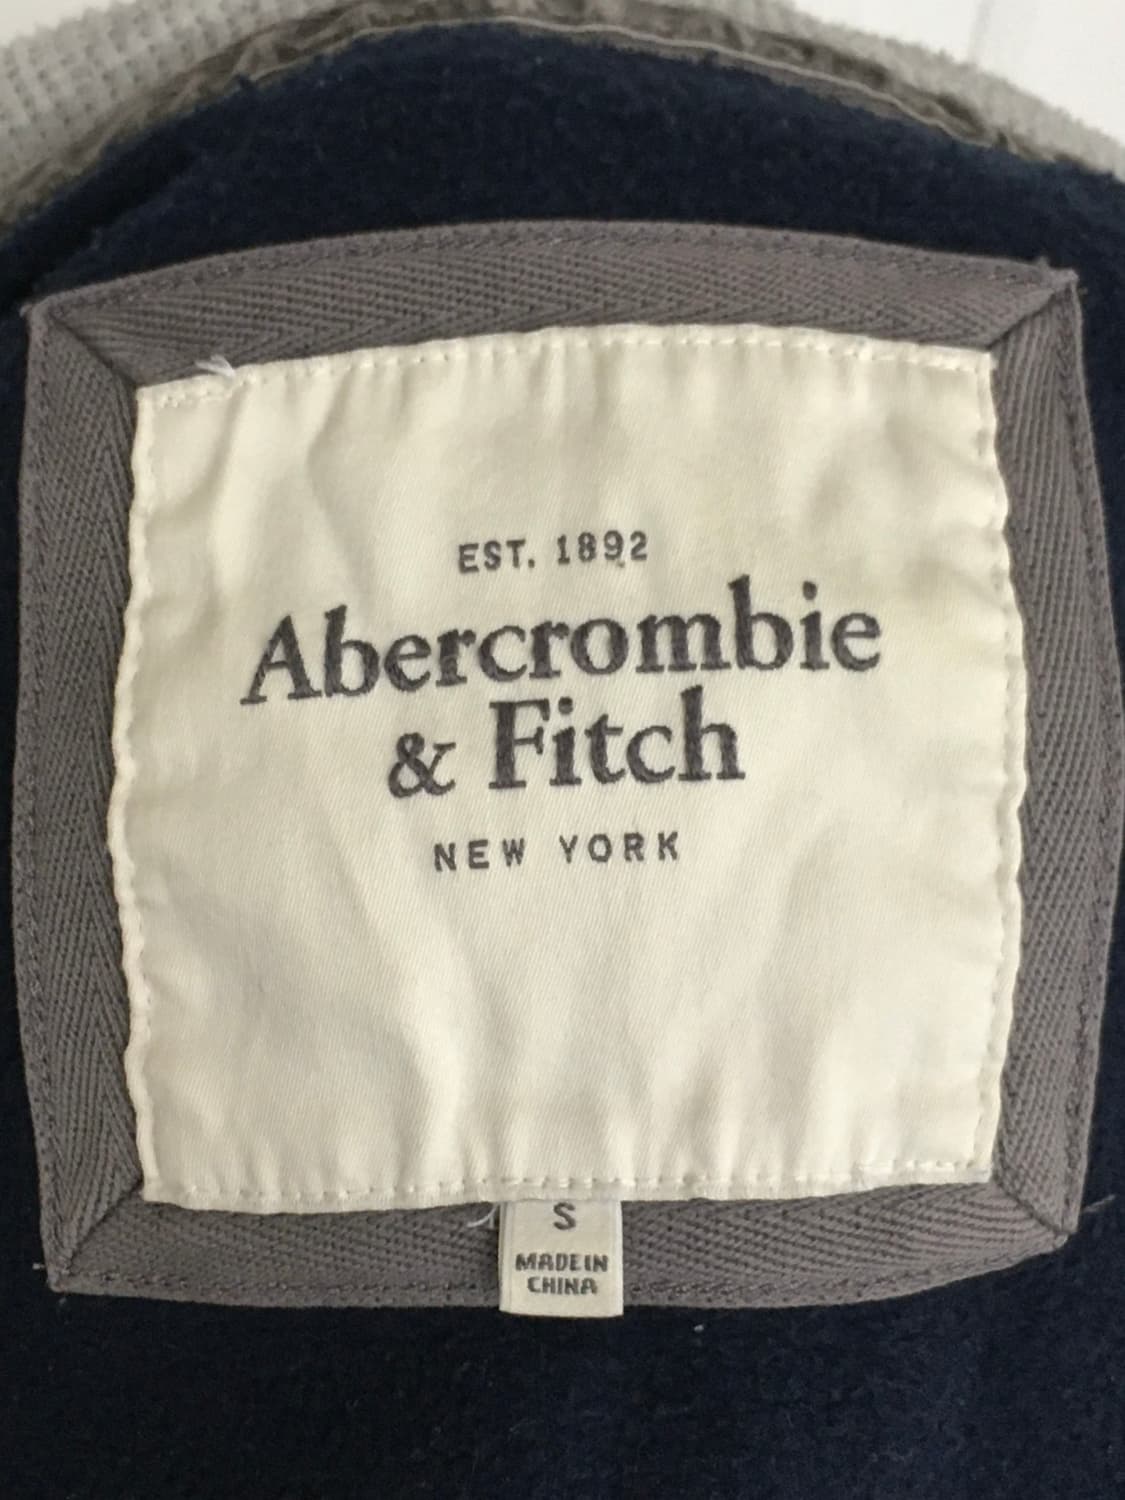 EST. 1892
Abercrombie
& Fitch
NEW YORK
S
MADE IN
CHINA